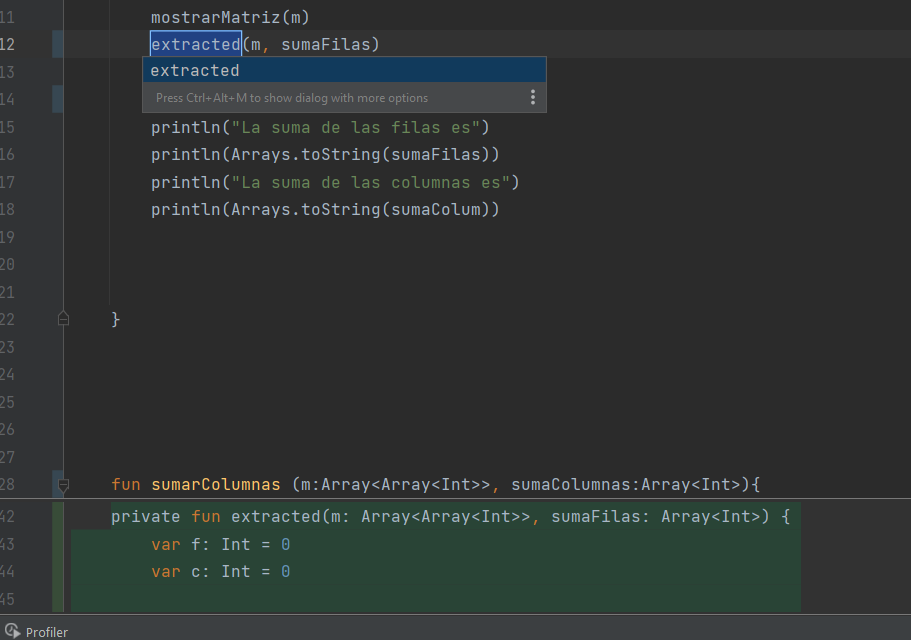 11 mostrarMatriz(m)
12 extracted(m, sumaFilas)
13 extracted
14 Press Ctrl+Alt+M to show dialog with more options
15 println("La suma de las filas es")
16 println(Arrays.toString(sumaFilas))
17 println("La suma de las columnas es")
18 println(Arrays.toString(sumaColum))
19
20
21
22 }
23
24
25
26
27
28 fun sumarColumnas (m:Array<Array<Int>>, sumaColumnas:Array<Int>){
42 private fun extracted(m: Array<Array<Int>>, sumaFilas: Array<Int>) {
43 var f: Int = 0
44 var c: Int = 0
45
Profiler